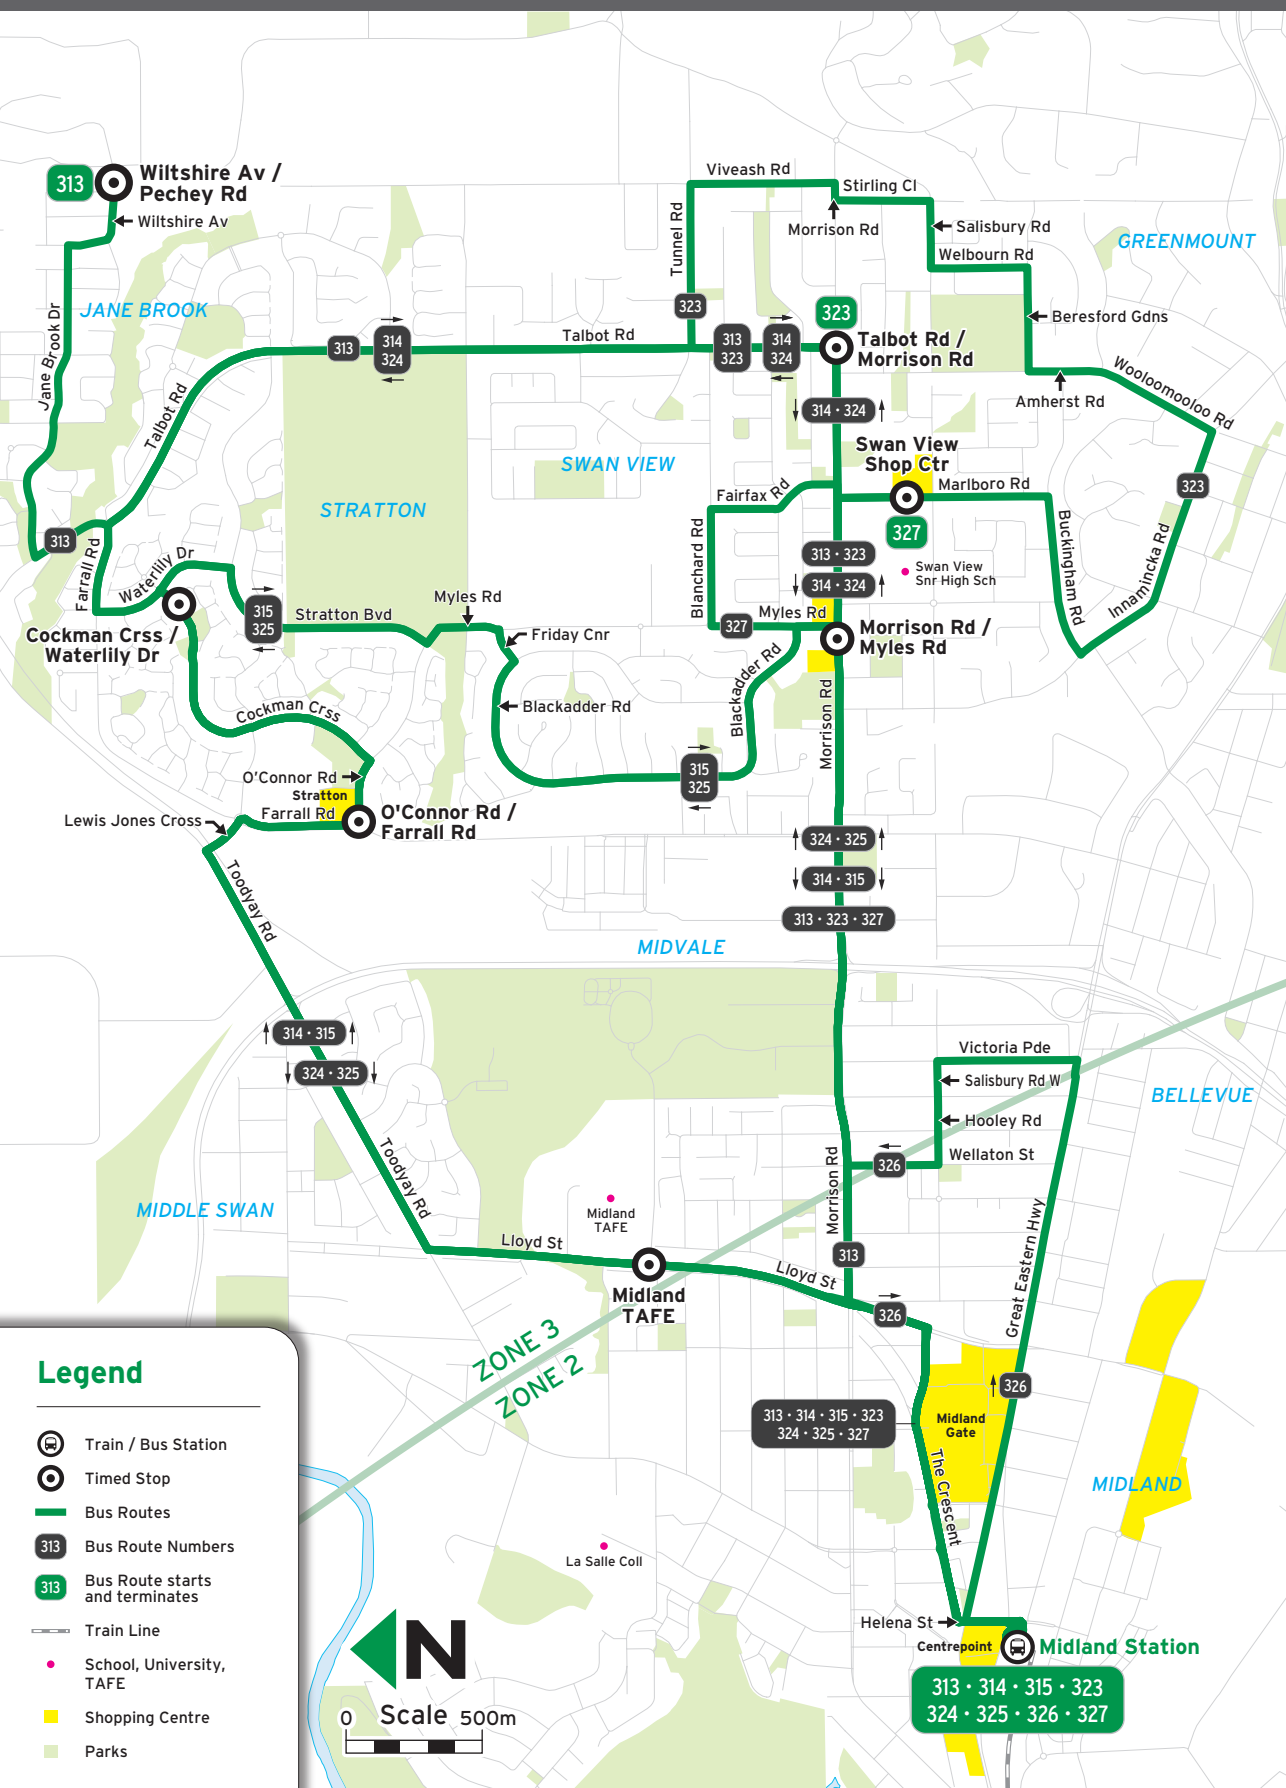 313
Wiltshire Av /
Pechey Rd
Wiltshire Av
JANE BROOK
Jane Brook Dr
Talbot Rd
313
314
324
Talbot Rd
Viveash Rd
Stirling Cl
Morrison Rd
Tunnel Rd
Salisbury Rd
Welbourn Rd
GREENMOUNT
323
323
313
323
314
324
Talbot Rd /
Morrison Rd
Beresford Gdns
Amherst Rd
Wooloomooloo Rd
314 · 324
Swan View
Shop Ctr
Marlboro Rd
327
SWAN VIEW
STRATTON
Fairfax Rd
Blanchard Rd
323
Buckingham Rd
Innamincka Rd
313
Farrall Rd
Waterlily Dr
313 · 323
314 · 324
Swan View
Snr High Sch
Cockman Crss /
Waterlily Dr
315
325
Stratton Bvd
Myles Rd
Friday Cnr
327
Myles Rd
Morrison Rd /
Myles Rd
Blackadder Rd
Blackadder Rd
Morrison Rd
Cockman Crss
O'Connor Rd
Stratton
Farrall Rd
O'Connor Rd /
Farrall Rd
Lewis Jones Cross
315
325
Toodyay Rd
324 · 325
314 · 315
313 · 323 · 327
MIDVALE
314 · 315
324 · 325
Victoria Pde
Salisbury Rd W
Hooley Rd
Wellaton St
BELLEVUE
326
Toodyay Rd
Morrison Rd
MIDDLE SWAN
Midland
TAFE
Lloyd St
Midland
TAFE
Lloyd St
313
326
Great Eastern Hwy
ZONE 3
ZONE 2
326
313 · 314 · 315 · 323
324 · 325 · 327
Midland
Gate
The Crescent
MIDLAND
La Salle Coll
Helena St
Centrepoint
Midland Station
313 · 314 · 315 · 323
324 · 325 · 326 · 327
N
0 Scale 500m
Legend
Train / Bus Station
Timed Stop
Bus Routes
313 Bus Route Numbers
313 Bus Route starts
and terminates
Train Line
School, University,
TAFE
Shopping Centre
Parks